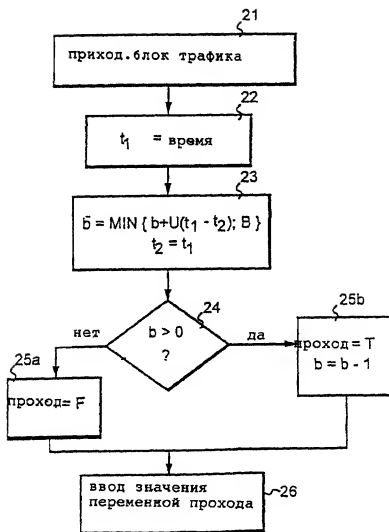 21
приход.блок трафика
22
t₁ = время
23
b = MIN { b+U(t₁ - t₂); B }
t₂ = t₁
24
b > 0
?
нет
да
25a
проход= F
25b
проход= T
b = b - 1
ввод значения
переменной прохода
26